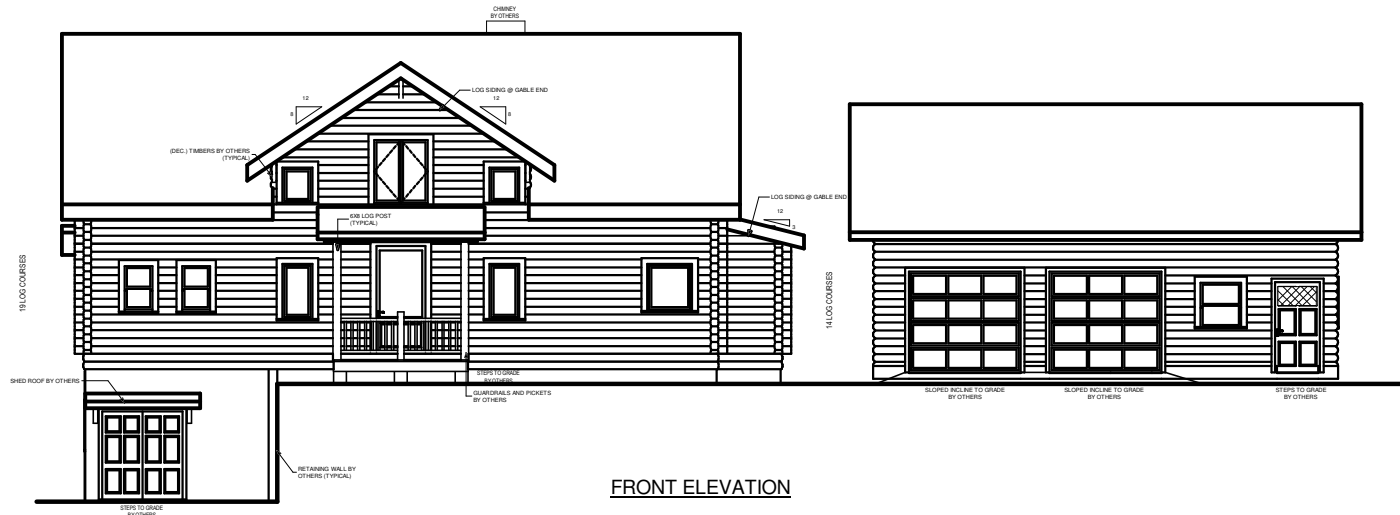 CHIMNEY
BY OTHERS
LOG SIDING @ GABLE END
12
8
12
8
(DEC.) TIMBERS BY OTHERS
(TYPICAL)
LOG SIDING @ GABLE END
12
3
6X8 LOG POST
(TYPICAL)
19 LOG COURSES
14 LOG COURSES
SHED ROOF BY OTHERS
STEPS TO GRADE
BY OTHERS
GUARDRAILS AND PICKETS
BY OTHERS
SLOPED INCLINE TO GRADE
BY OTHERS
SLOPED INCLINE TO GRADE
BY OTHERS
STEPS TO GRADE
BY OTHERS
RETAINING WALL BY
OTHERS (TYPICAL)
FRONT ELEVATION
STEPS TO GRADE
BY OTHERS